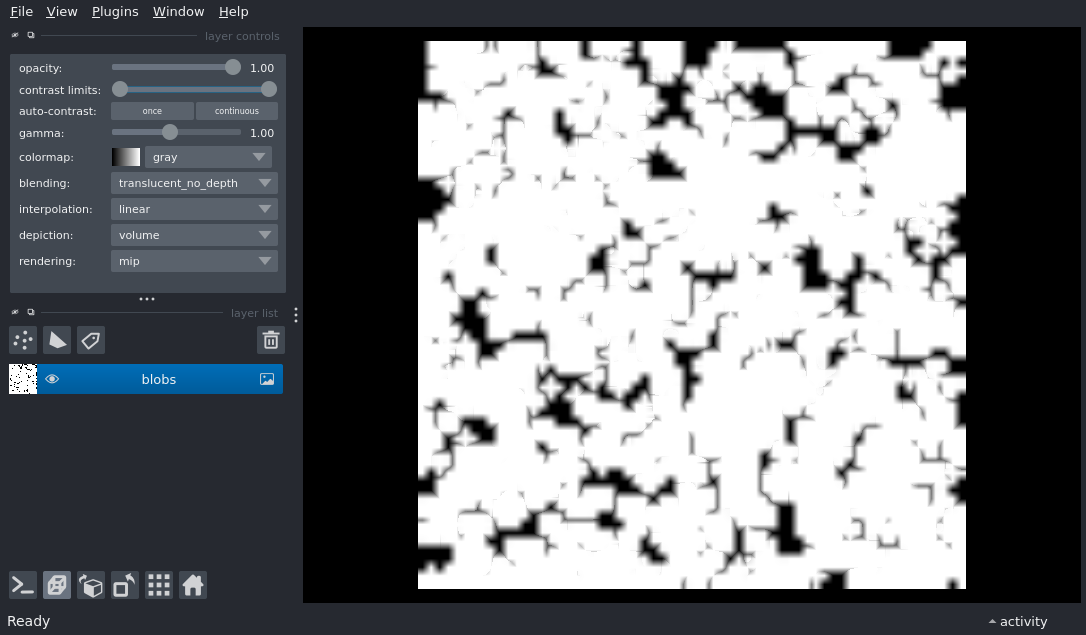 File View Plugins Window Help
layer controls
opacity: 1.00
contrast limits:
auto-contrast: once continuous
gamma: 1.00
colormap: gray
blending: translucent_no_depth
interpolation: linear
depiction: volume
rendering: mip
layer list
blobs
Ready activity